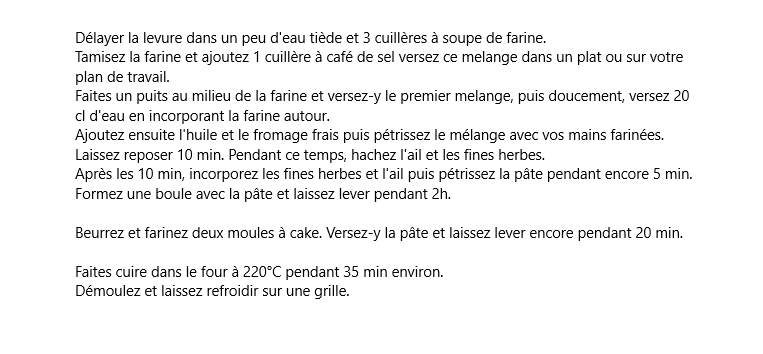 Délayer la levure dans un peu d'eau tiède et 3 cuillères à soupe de farine.
Tamisez la farine et ajoutez 1 cuillère à café de sel versez ce melange dans un plat ou sur votre
plan de travail.
Faites un puits au milieu de la farine et versez-y le premier melange, puis doucement, versez 20
cl d'eau en incorporant la farine autour.
Ajoutez ensuite l'huile et le fromage frais puis pétrissez le mélange avec vos mains farinées.
Laissez reposer 10 min. Pendant ce temps, hachez l'ail et les fines herbes.
Après les 10 min, incorporez les fines herbes et l'ail puis pétrissez la pâte pendant encore 5 min.
Formez une boule avec la pâte et laissez lever pendant 2h.
Beurrez et farinez deux moules à cake. Versez-y la pâte et laissez lever encore pendant 20 min.
Faites cuire dans le four à 220°C pendant 35 min environ.
Démoulez et laissez refroidir sur une grille.